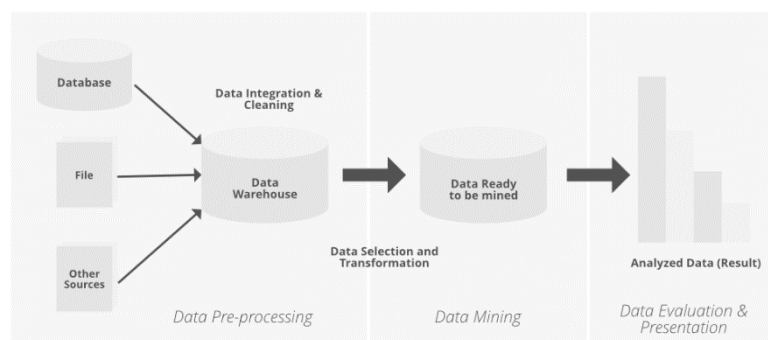 Database
Data Integration &
Cleaning
File
Data
Warehouse
Data Ready
to be mined
Other
Sources
Data Selection and
Transformation
Analyzed Data (Result)
Data Pre-processing
Data Mining
Data Evaluation &
Presentation